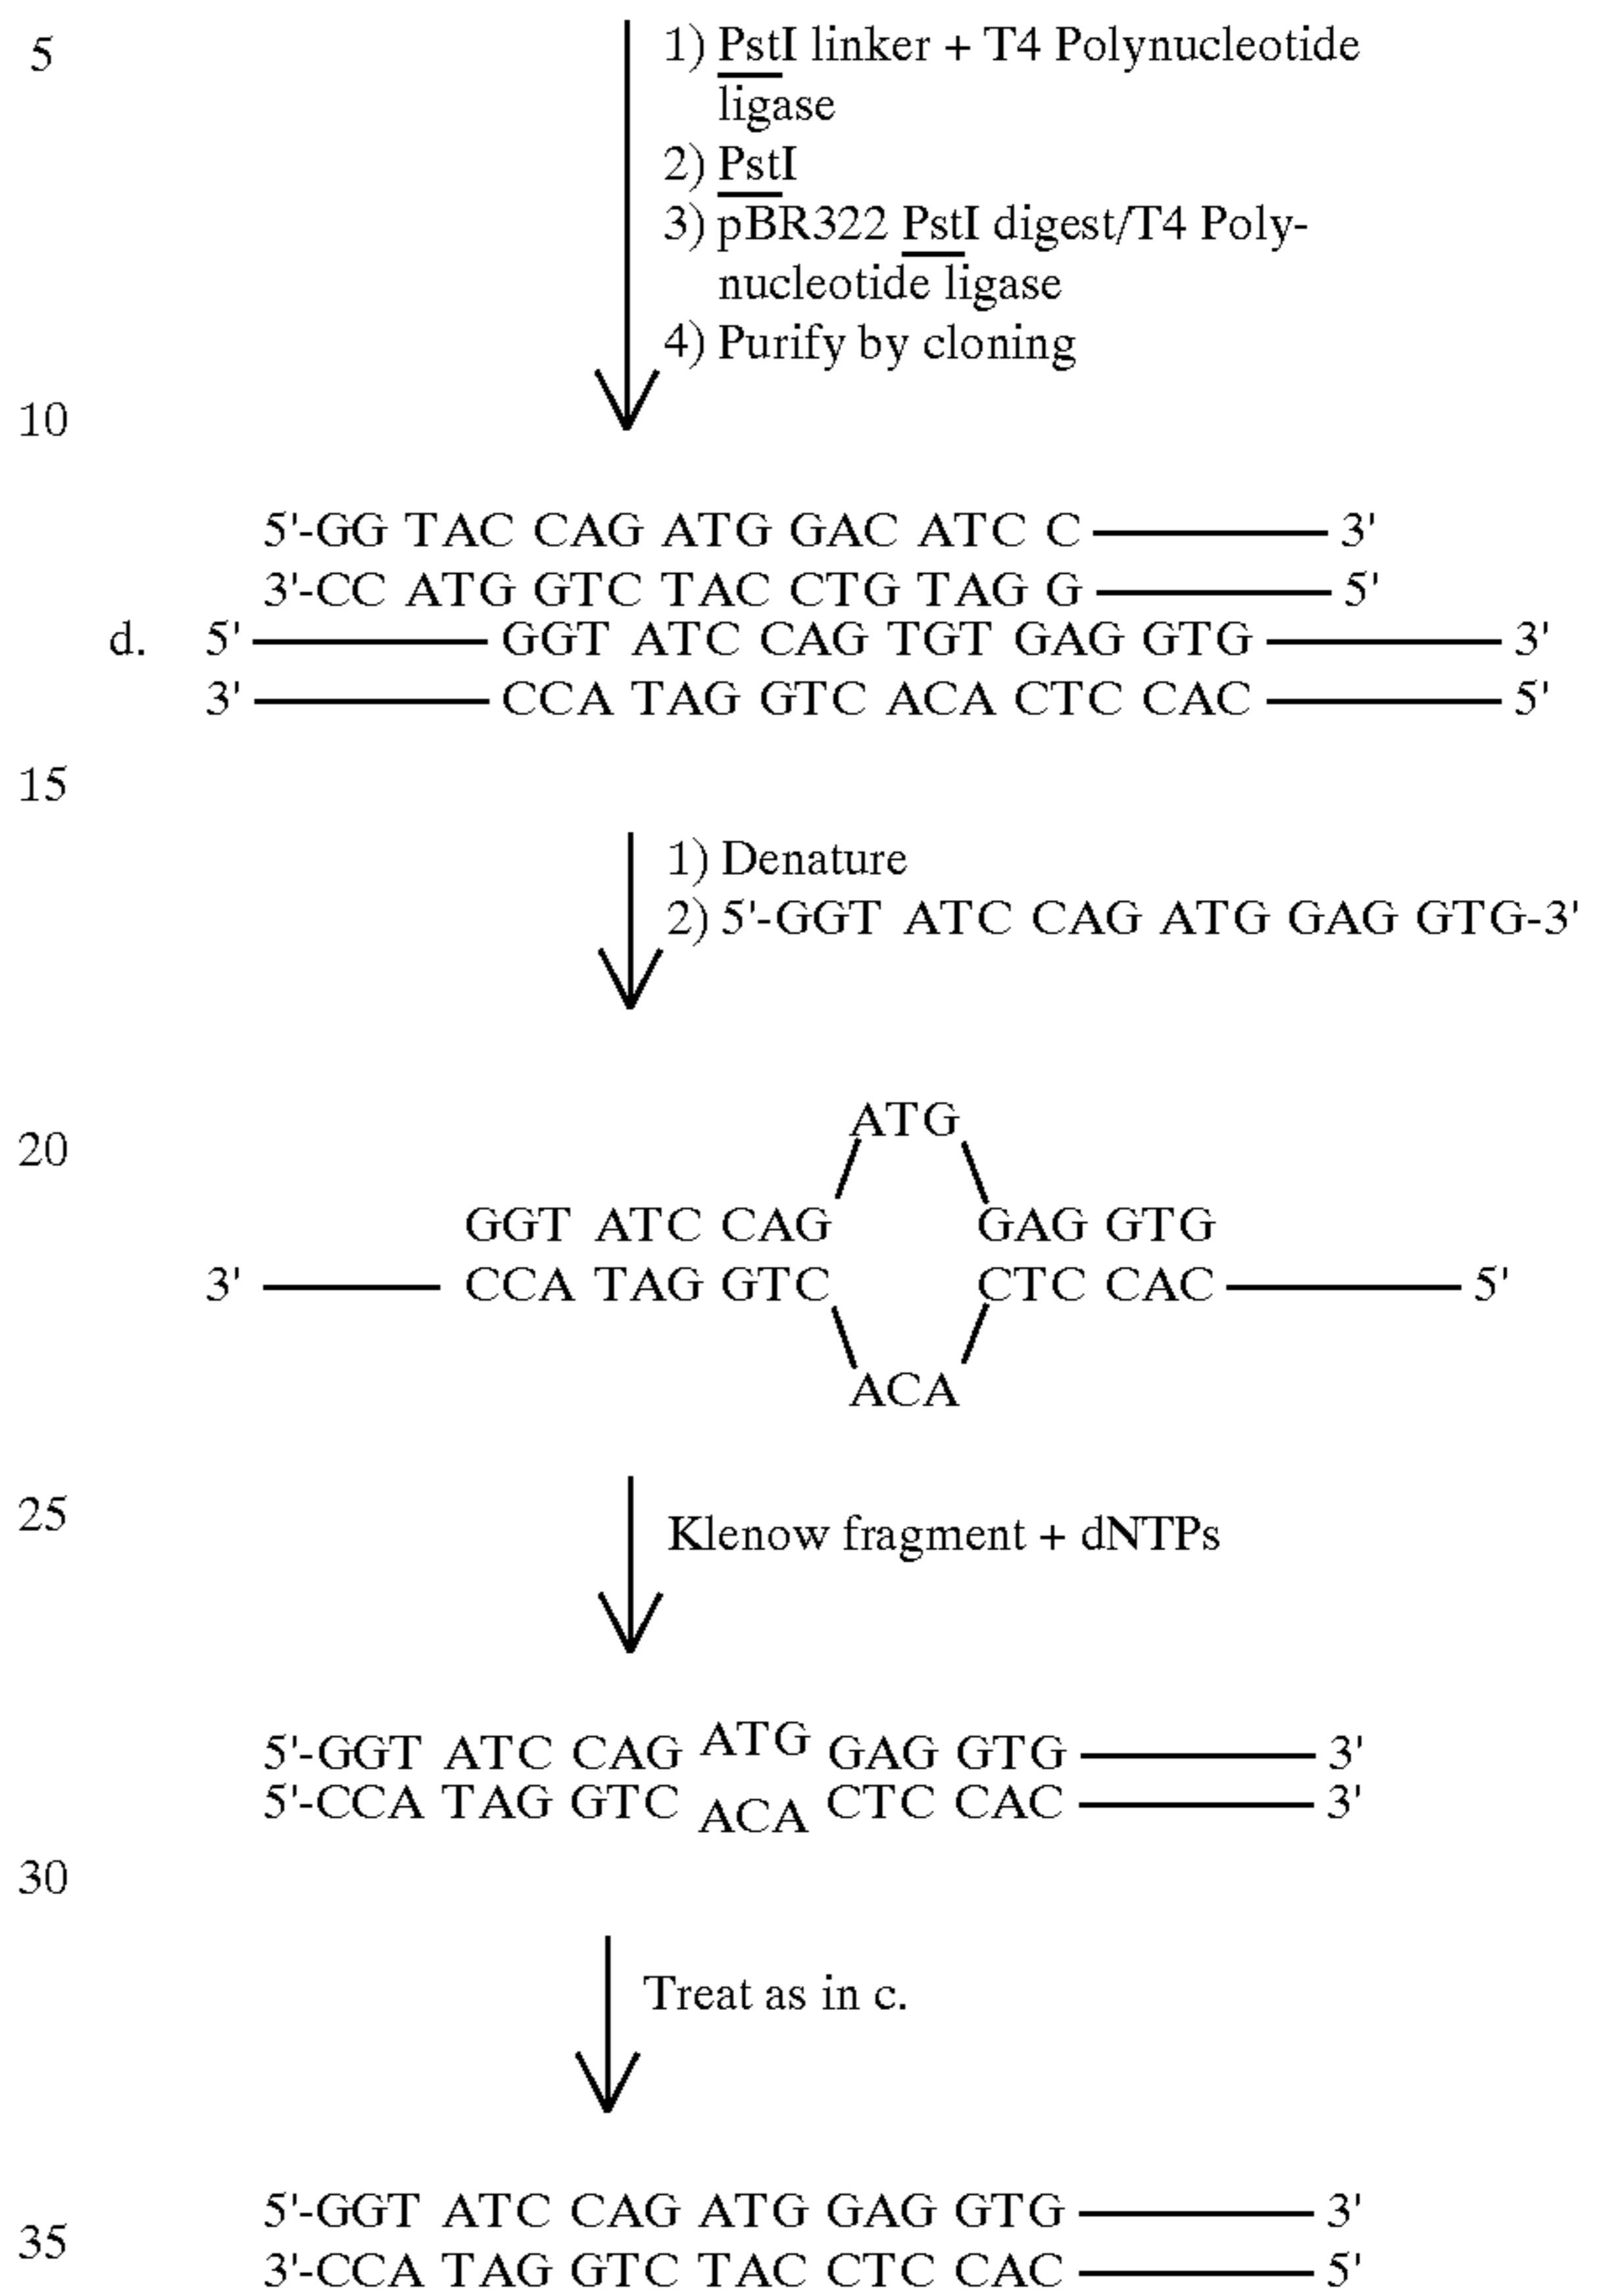 5
1) PstI linker + T4 Polynucleotide
ligase
2) PstI
3) pBR322 PstI digest/T4 Poly-
nucleotide ligase
4) Purify by cloning
10
5'-GG TAC CAG ATG GAC ATC C 3'
3'-CC ATG GTC TAC CTG TAG G 5'
d. 5' GGT ATC CAG TGT GAG GTG 3'
3' CCA TAG GTC ACA CTC CAC 5'
15
1) Denature
2) 5'-GGT ATC CAG ATG GAG GTG-3'
20
ATG
GGT ATC CAG GAG GTG
3' CCA TAG GTC CTC CAC 5'
ACA
25
Klenow fragment + dNTPs
5'-GGT ATC CAG ATG GAG GTG 3'
5'-CCA TAG GTC ACA CTC CAC 3'
30
Treat as in c.
5'-GGT ATC CAG ATG GAG GTG 3'
35
3'-CCA TAG GTC TAC CTC CAC 5'